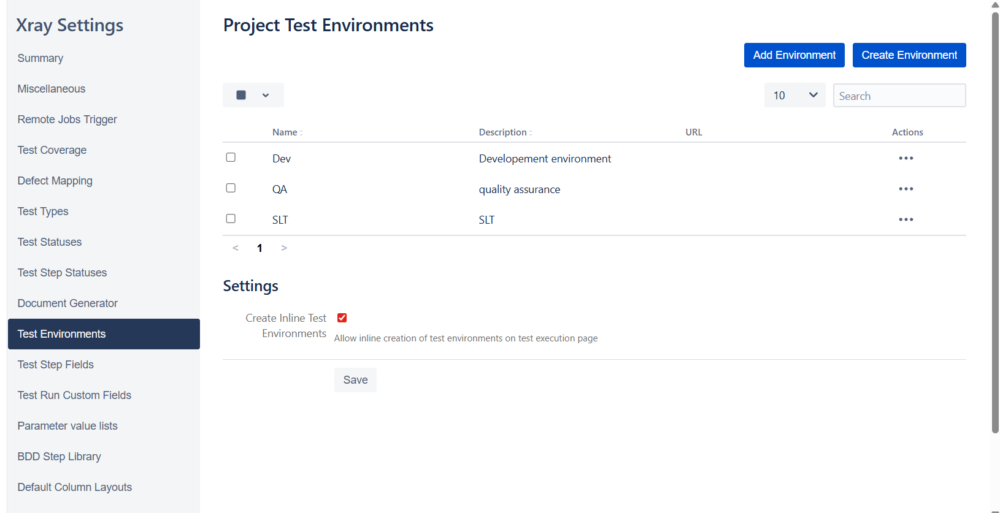 Xray Settings
Summary
Miscellaneous
Remote Jobs Trigger
Test Coverage
Defect Mapping
Test Types
Test Statuses
Test Step Statuses
Document Generator
Test Environments
Test Step Fields
Test Run Custom Fields
Parameter value lists
BDD Step Library
Default Column Layouts
Project Test Environments
Add Environment Create Environment
10 Search
Name Description URL Actions
Dev Developement environment
QA quality assurance
SLT SLT
< 1 >
Settings
Create Inline Test
Environments
Allow inline creation of test environments on test execution page
Save